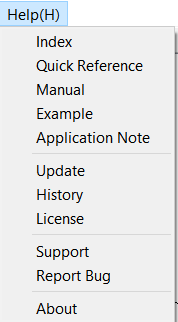 Help(H)
Index
Quick Reference
Manual
Example
Application Note
Update
History
License
Support
Report Bug
About